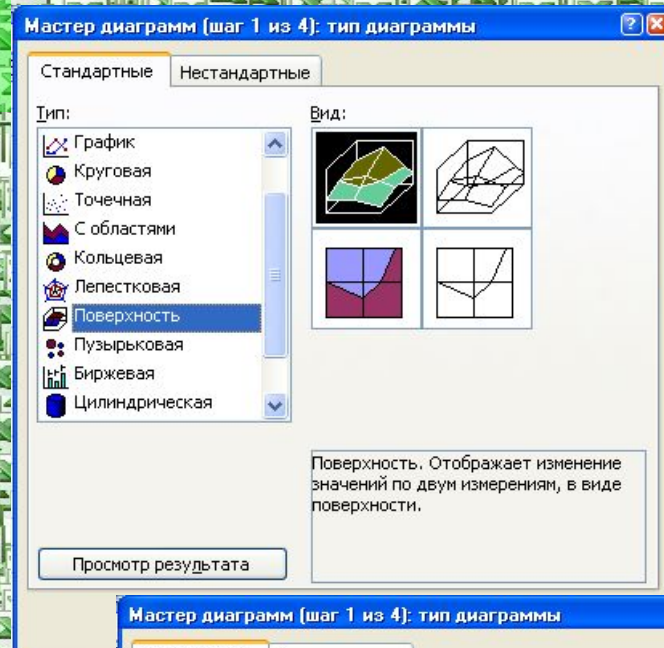 Мастер диаграмм (шаг 1 из 4): тип диаграммы
Стандартные Нестандартные
Тип: Вид:
График
Круговая
Точечная
С областями
Кольцевая
Лепестковая
Поверхность
Пузырьковая
Биржевая
Цилиндрическая
Поверхность. Отображает изменение
значений по двум измерениям, в виде
поверхности.
Просмотр результата
Мастер диаграмм (шаг 1 из 4): тип диаграммы